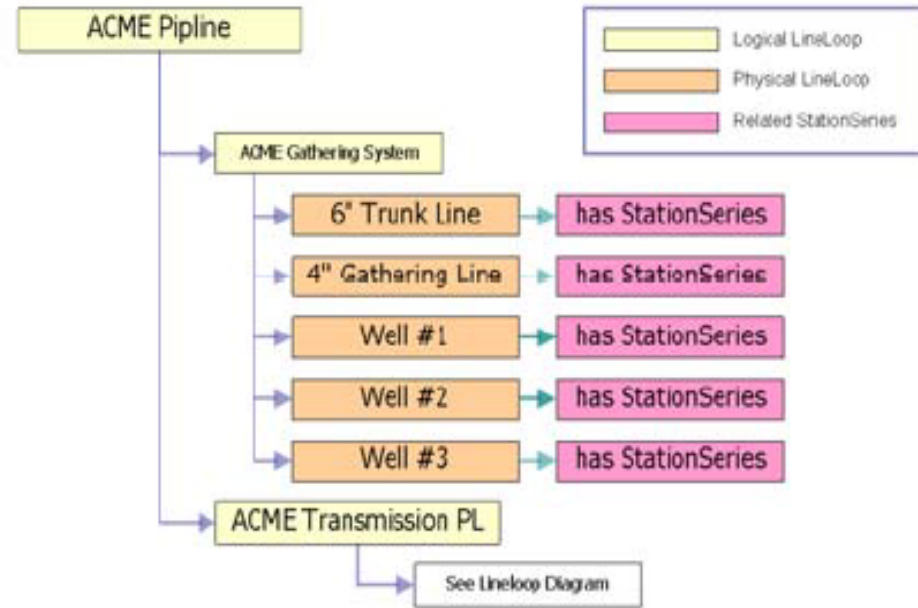 ACME Pipline
Logical LineLoop
Physical LineLoop
Related StationSeries
ACME Gathering System
6" Trunk Line
has StationSeries
4" Gathering Line
has StationSeries
Well #1
has StationSeries
Well #2
has StationSeries
Well #3
has StationSeries
ACME Transmission PL
See Lineloop Diagram